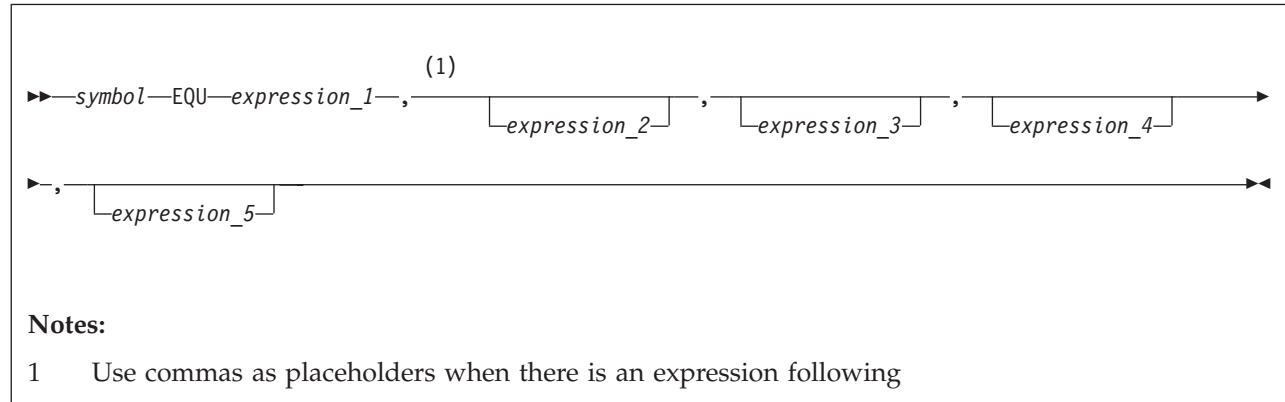 (1)
symbol EQU expression_1 , , , 
expression_2 expression_3 expression_4
,
expression_5
Notes:
1 Use commas as placeholders when there is an expression following